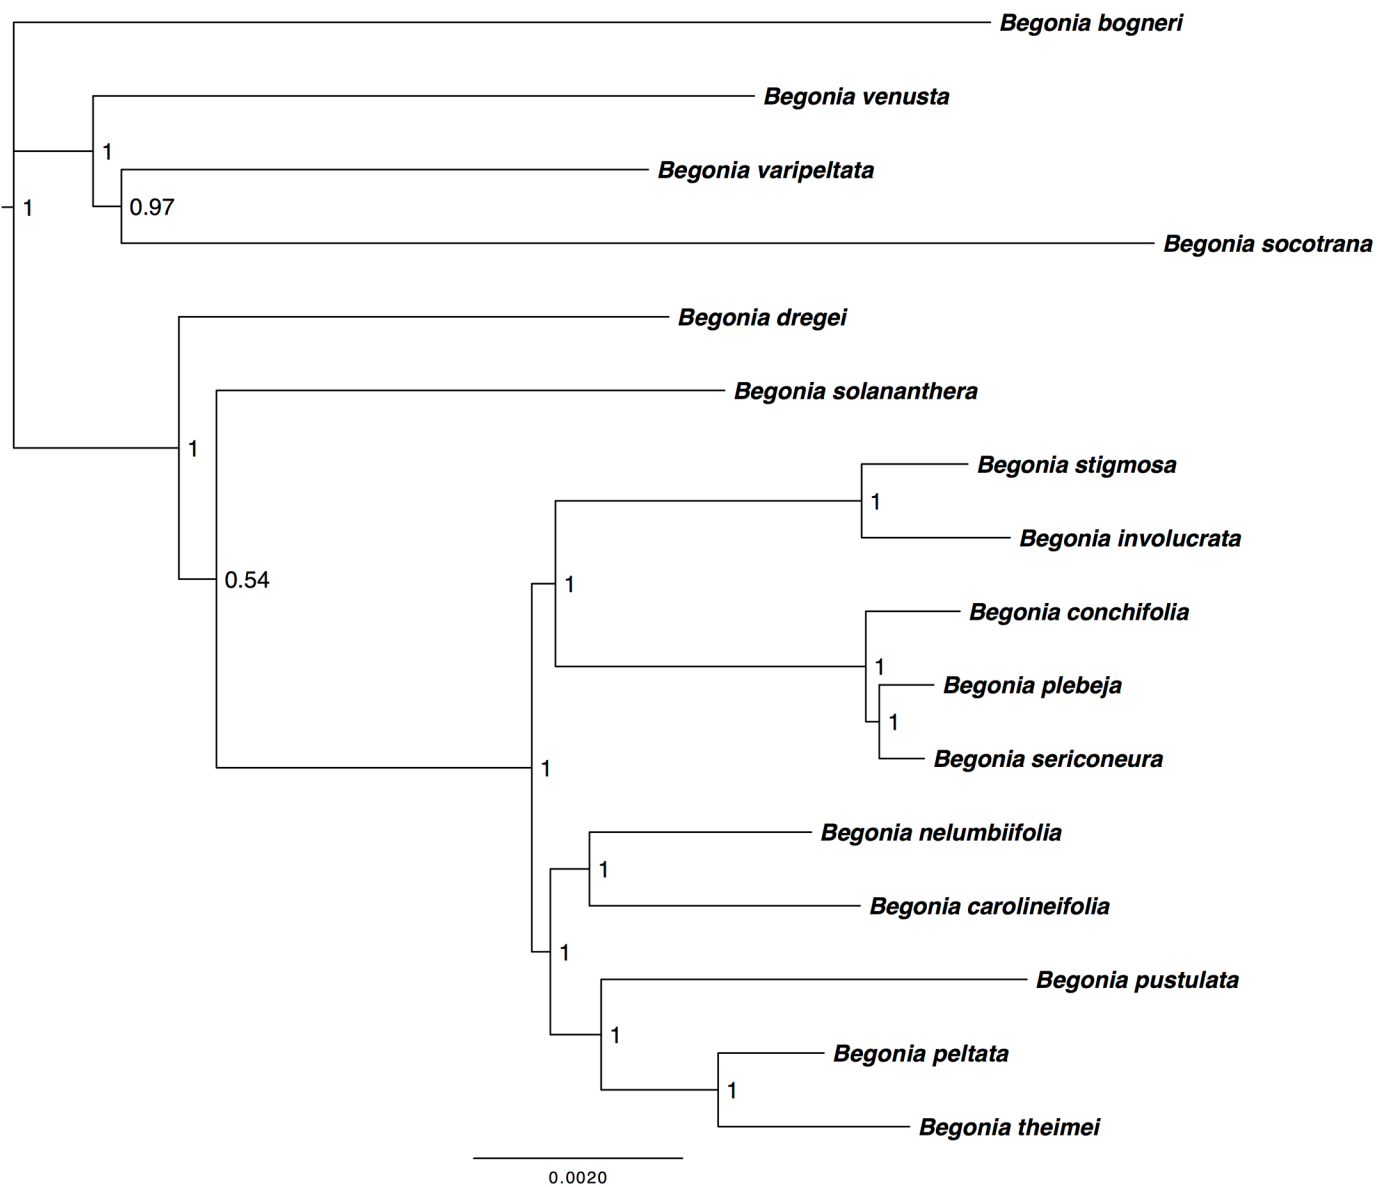 Begonia bogneri
Begonia venusta
1
Begonia varipeltata
1
0.97
Begonia socotrana
Begonia dregei
Begonia solananthera
1
Begonia stigmosa
1
Begonia involucrata
0.54
1
Begonia conchifolia
1
Begonia plebeja
1
Begonia sericoneura
1
Begonia nelumbiifolia
1
Begonia carolineifolia
1
Begonia pustulata
1
Begonia peltata
1
Begonia theimei
0.0020